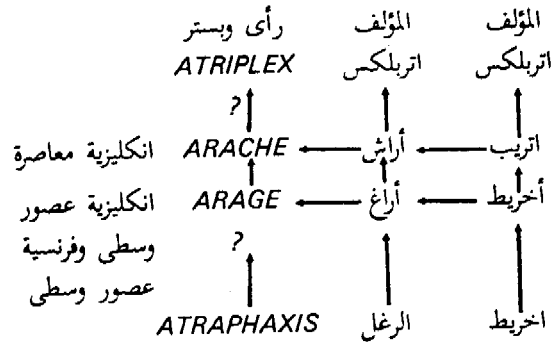 المؤلف المؤلف رأى وبستر
اتربلكس اتربلكس ATRIPLEX
?
اتريب أراش ARACHE انكليزية معاصرة
أخريط أراغ ARAGE انكليزية عصور
? وسطى وفرنسية
عصور وسطى
اخريط الرغل ATRAPHAXIS